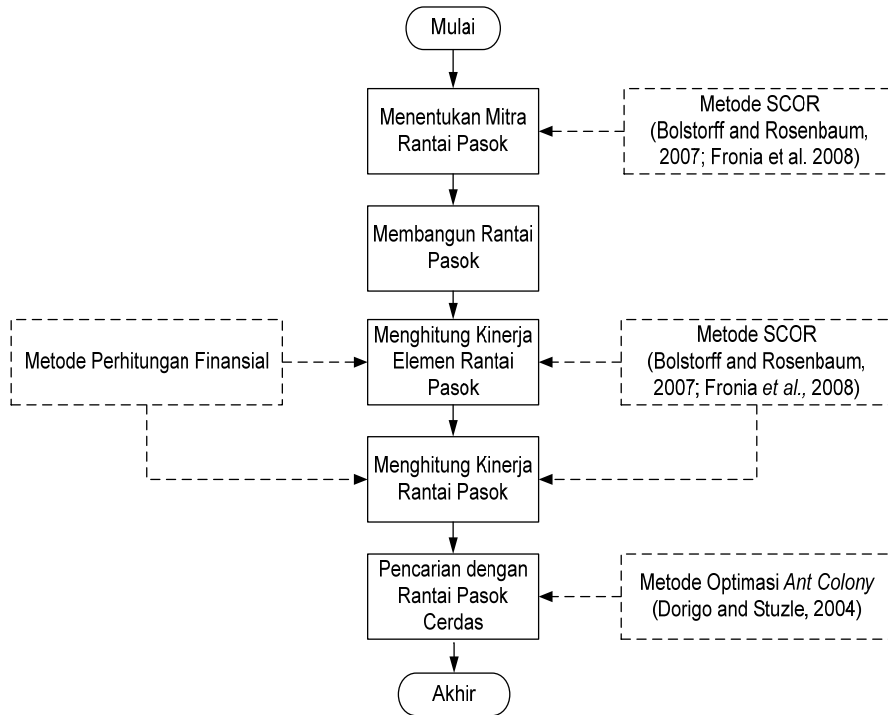 Mulai
Menentukan Mitra
Rantai Pasok
Metode SCOR
(Bolstorff and Rosenbaum,
2007; Fronia et al. 2008)
Membangun Rantai
Pasok
Metode Perhitungan Finansial
Menghitung Kinerja
Elemen Rantai
Pasok
Metode SCOR
(Bolstorff and Rosenbaum,
2007; Fronia et al., 2008)
Menghitung Kinerja
Rantai Pasok
Pencarian dengan
Rantai Pasok
Cerdas
Metode Optimasi Ant Colony
(Dorigo and Stuzle, 2004)
Akhir